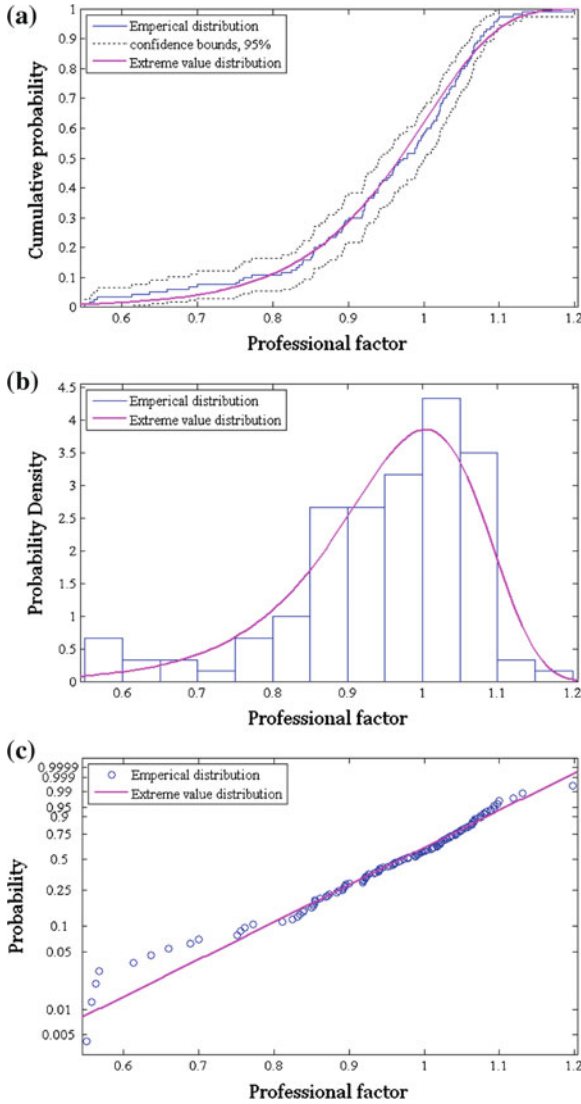 (a)
1
0.9
0.8
0.7
0.6
0.5
0.4
0.3
0.2
0.1
0
Cumulative probability
Emperical distribution
confidence bounds, 95%
Extreme value distribution
0.6 0.7 0.8 0.9 1 1.1 1.2
Professional factor
(b)
4.5
4
3.5
3
2.5
2
1.5
1
0.5
0
Probability Density
Emperical distribution
Extreme value distribution
0.6 0.7 0.8 0.9 1 1.1 1.2
Professional factor
(c)
0.9999
0.999
0.99
0.95
0.9
0.75
0.5
0.25
0.1
0.05
0.01
0.005
Probability
Emperical distribution
Extreme value distribution
0.6 0.7 0.8 0.9 1 1.1 1.2
Professional factor